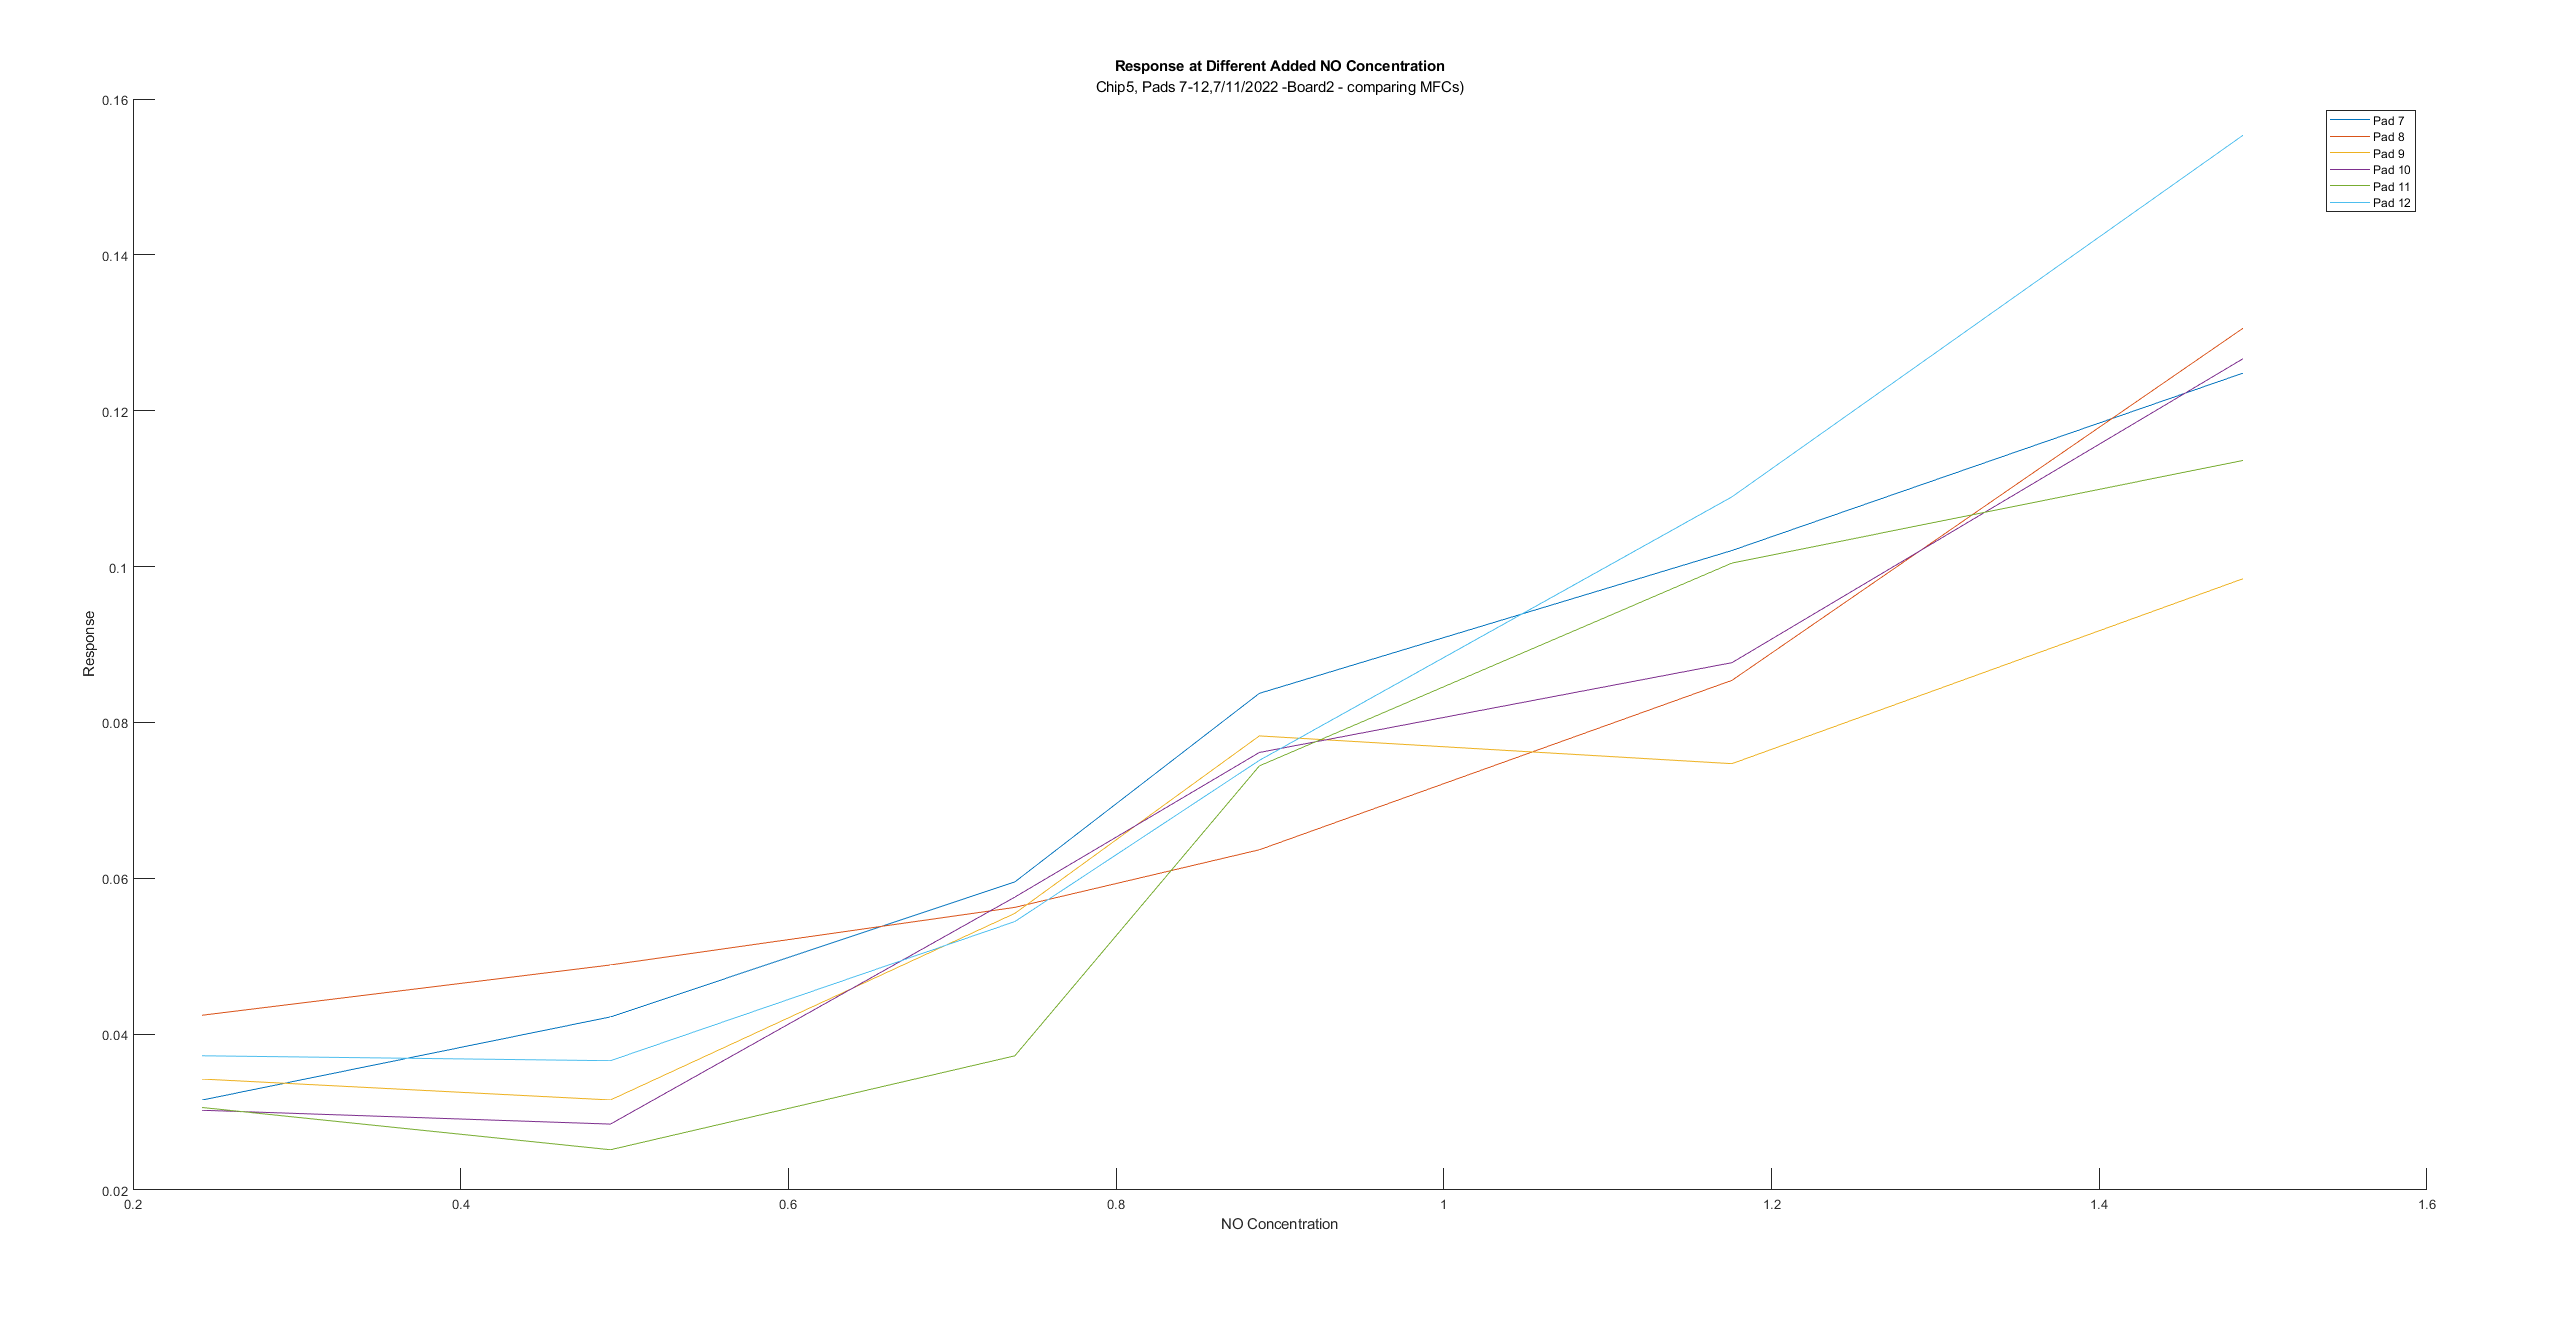 Response at Different Added NO Concentration
Chip5, Pads 7-12,7/11/2022 -Board2 - comparing MFCs)
0.16
0.14
0.12
0.1
0.08
0.06
0.04
0.02
Response
Pad 7
Pad 8
Pad 9
Pad 10
Pad 11
Pad 12
0.2 0.4 0.6 0.8 1 1.2 1.4 1.6
NO Concentration